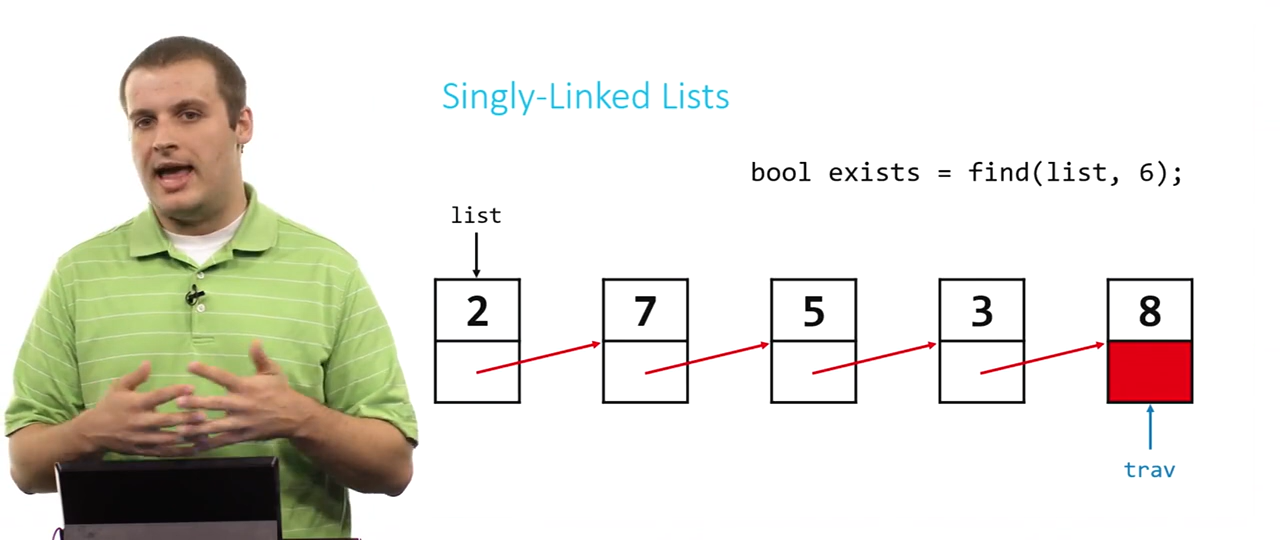 Singly-Linked Lists
bool exists = find(list, 6);
list
2 7 5 3 8
trav